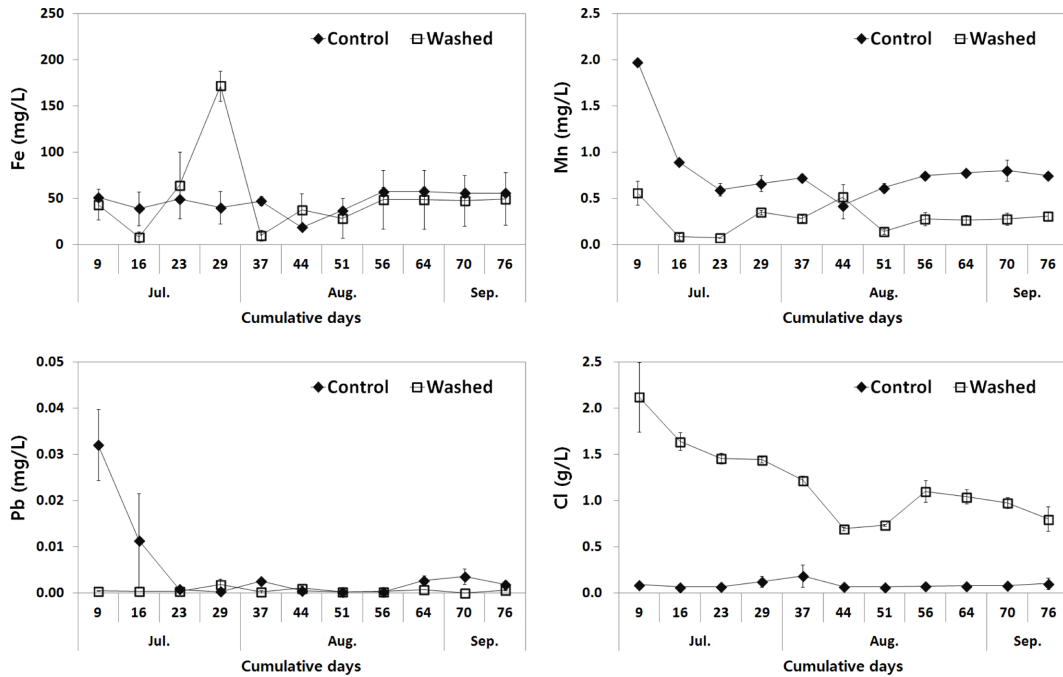 Fe (mg/L)
250
200
150
100
50
0
Control Washed
9 16 23 29 37 44 51 56 64 70 76
Jul. Aug. Sep.
Cumulative days
Mn (mg/L)
2.5
2.0
1.5
1.0
0.5
0.0
Control Washed
9 16 23 29 37 44 51 56 64 70 76
Jul. Aug. Sep.
Cumulative days
Pb (mg/L)
0.05
0.04
0.03
0.02
0.01
0.00
Control Washed
9 16 23 29 37 44 51 56 64 70 76
Jul. Aug. Sep.
Cumulative days
Cl (g/L)
2.5
2.0
1.5
1.0
0.5
0.0
Control Washed
9 16 23 29 37 44 51 56 64 70 76
Jul. Aug. Sep.
Cumulative days